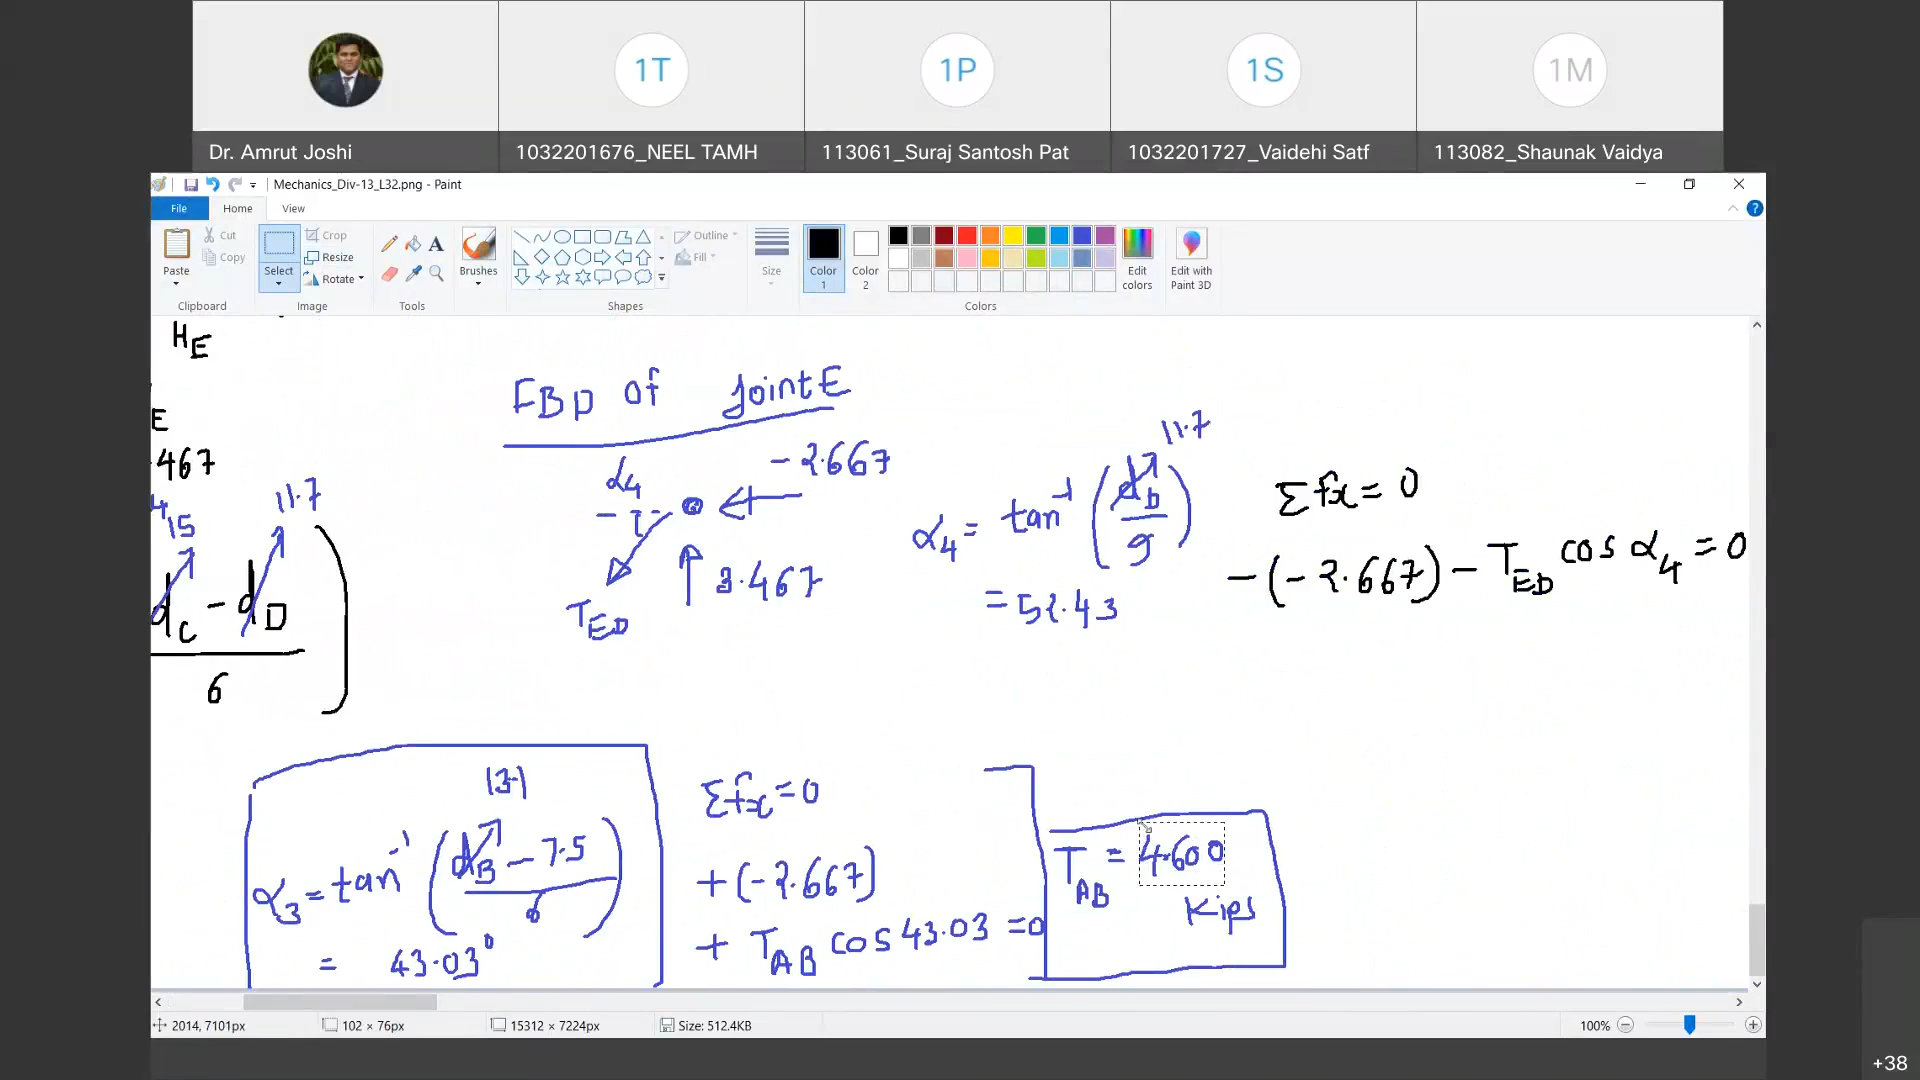 1T
1P
1S
1M
Dr. Amrut Joshi
1032201676_NEEL TAMH
113061_Suraj Santosh Pat
1032201727_Vaidehi Satf
113082_Shaunak Vaidya
Mechanics_Div-13_L32.png - Paint
File Home View
Paste
Cut
Copy
Clipboard
Select
Crop
Resize
Rotate
Image
A
Tools
Brushes
Outline
Fill
Shapes
Size
Color 1
Color 2
Edit colors
Colors
Edit with Paint 3D
?
HE
E
.467
15
11.7
dC - dD
6
FBD of Joint E
α4
-2.667
3.467
TED
11.7
α4 = tan⁻¹ (db/9)
= 52.43
Σfx = 0
-(-2.667) - TED cos α4 = 0
13.1
α3 = tan⁻¹ (dB - 7.5 / 6)
= 43.03°
Σfx = 0
+(-2.667)
+ TAB cos 43.03 = 0
TAB = 4.600
Kips
2014, 7101px
102 × 76px
15312 × 7224px
Size: 512.4KB
100%
+38